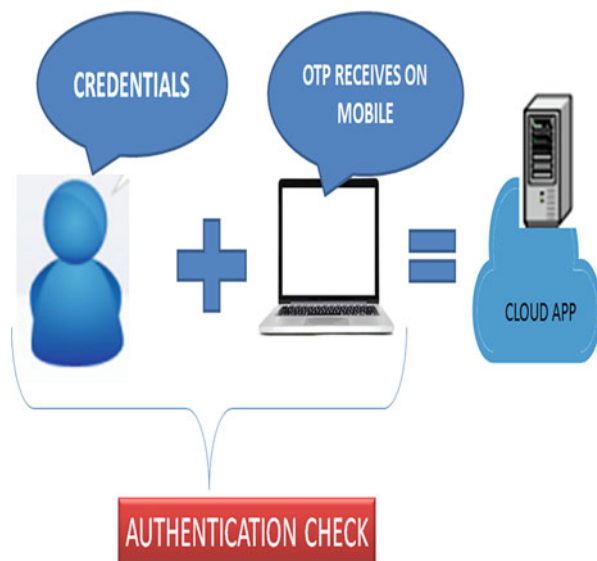 CREDENTIALS
OTP RECEIVES ON
MOBILE
CLOUD APP
AUTHENTICATION CHECK